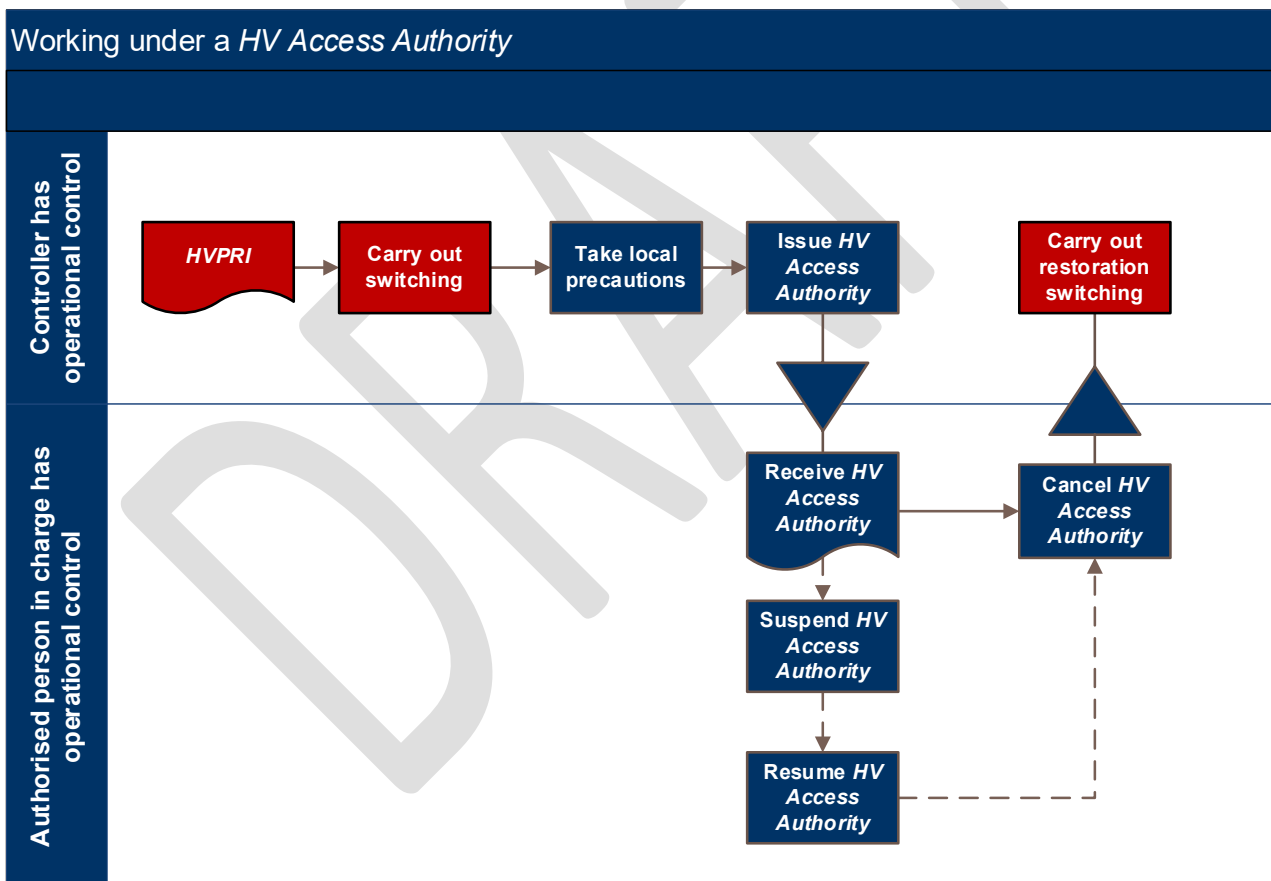 Working under a HV Access Authority
Controller has
operational control
HVPRI
Carry out
switching
Take local
precautions
Issue HV
Access
Authority
Carry out
restoration
switching
Authorised person in charge has
operational control
Receive HV
Access
Authority
Cancel HV
Access
Authority
Suspend HV
Access
Authority
Resume HV
Access
Authority
DRAFT